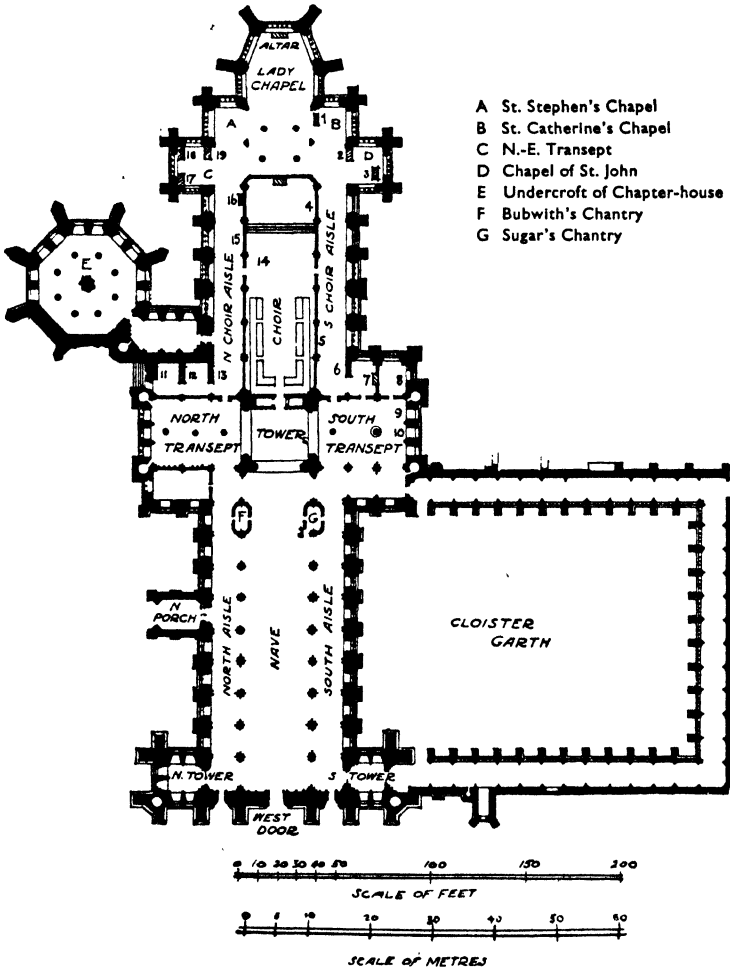 ALTAR
LADY
CHAPEL
A St. Stephen's Chapel
B St. Catherine's Chapel
C N.-E. Transept
D Chapel of St. John
E Undercroft of Chapter-house
F Bubwith's Chantry
G Sugar's Chantry
A
1 B
18 19
2 D
C
17
3
16
4
E
15
14
N CHOIR AISLE
CHOIR
S CHOIR AISLE
5
11 12 13
6 7 8
NORTH
TRANSEPT
TOWER
SOUTH
TRANSEPT
9
10
F
G
N
PORCH
NORTH AISLE
NAVE
SOUTH AISLE
CLOISTER
GARTH
N. TOWER
S TOWER
WEST
DOOR
0 10 20 30 40 50 100 150 200
SCALE OF FEET
0 5 10 20 30 40 50 60
SCALE OF METRES